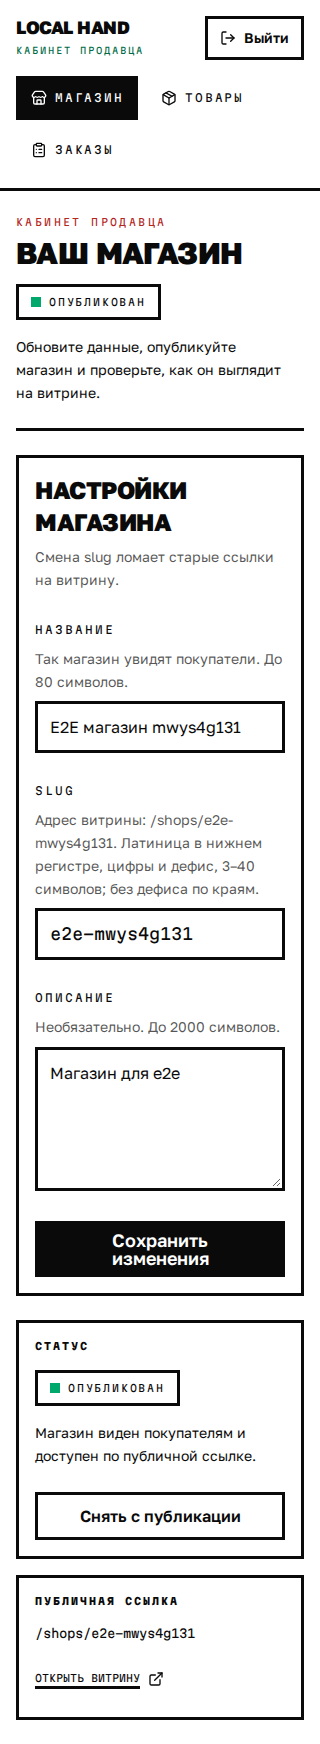 LOCAL HAND
КАБИНЕТ ПРОДАВЦА
Выйти
МАГАЗИН
ТОВАРЫ
ЗАКАЗЫ
КАБИНЕТ ПРОДАВЦА
ВАШ МАГАЗИН
ОПУБЛИКОВАН
Обновите данные, опубликуйте
магазин и проверьте, как он выглядит
на витрине.
НАСТРОЙКИ
МАГАЗИНА
Смена slug ломает старые ссылки
на витрину.
НАЗВАНИЕ
Так магазин увидят покупатели. До
80 символов.
E2E магазин mwys4g131
SLUG
Адрес витрины: /shops/e2e-
mwys4g131. Латиница в нижнем
регистре, цифры и дефис, 3–40
символов; без дефиса по краям.
e2e-mwys4g131
ОПИСАНИЕ
Необязательно. До 2000 символов.
Магазин для e2e
Сохранить
изменения
СТАТУС
ОПУБЛИКОВАН
Магазин виден покупателям и
доступен по публичной ссылке.
Снять с публикации
ПУБЛИЧНАЯ ССЫЛКА
/shops/e2e-mwys4g131
ОТКРЫТЬ ВИТРИНУ